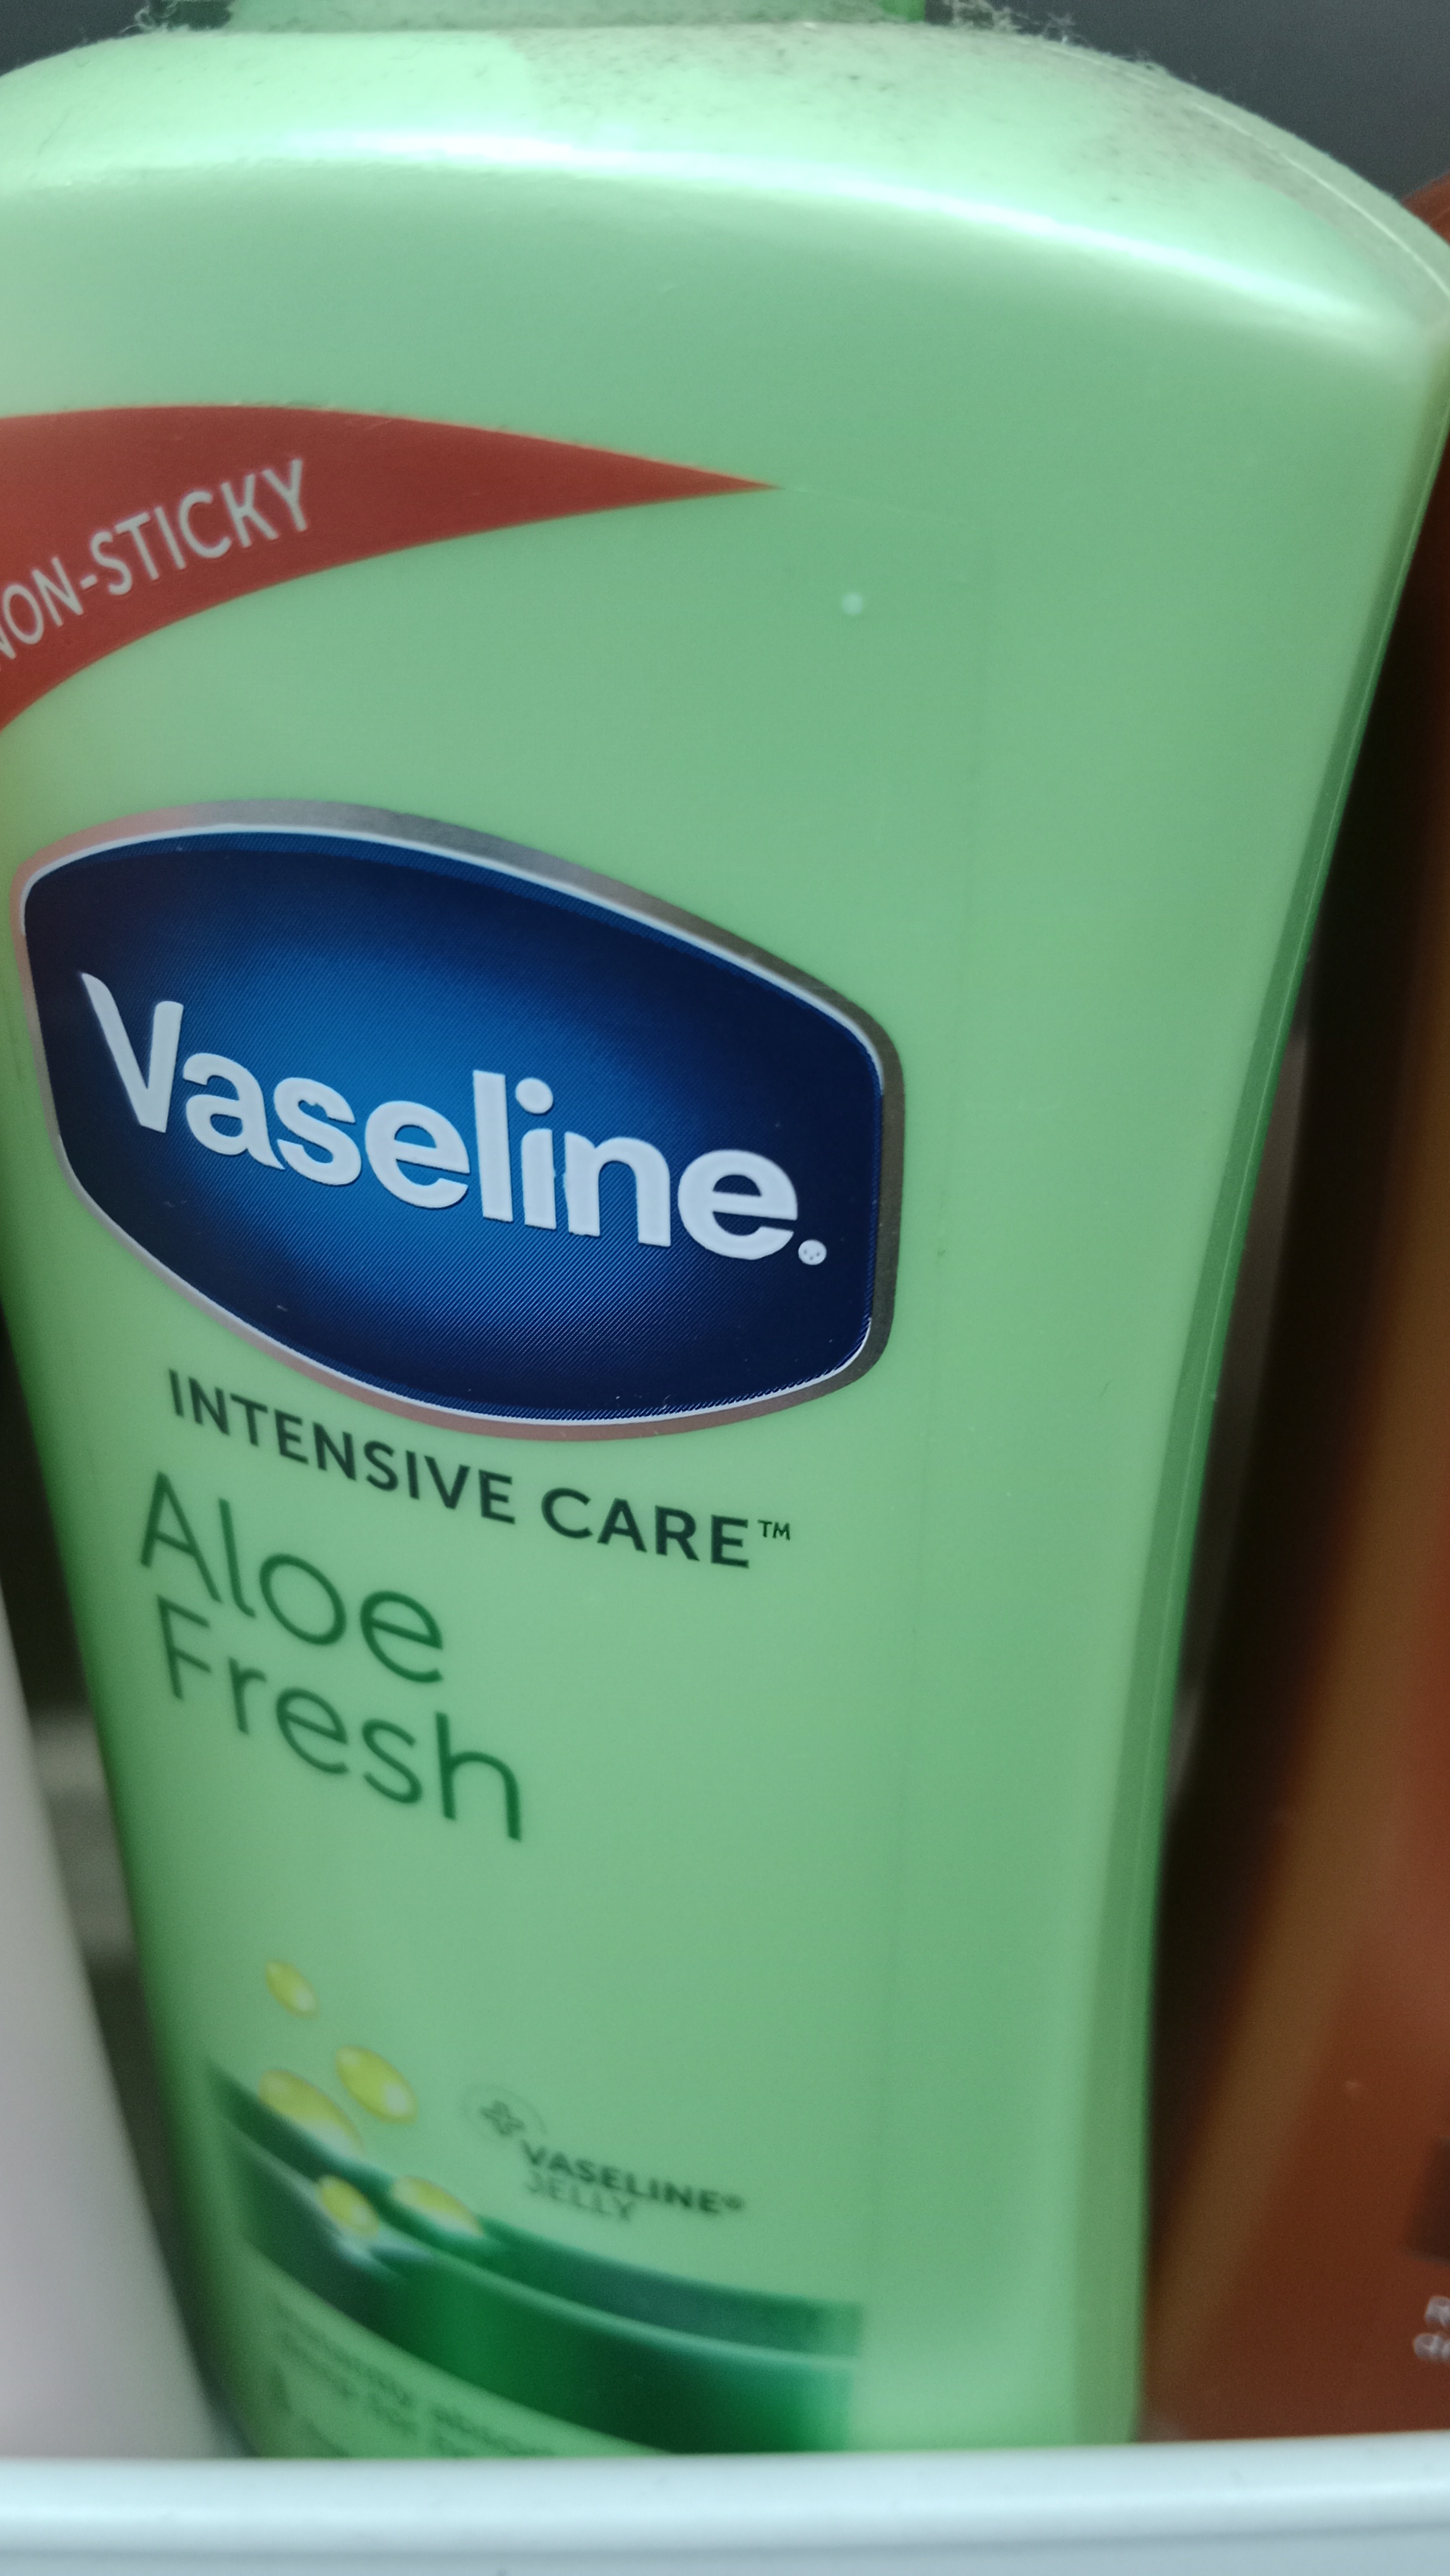 NON-STICKY
Vaseline.
INTENSIVE CARE™
Aloe
Fresh
VASELINE®
JELLY